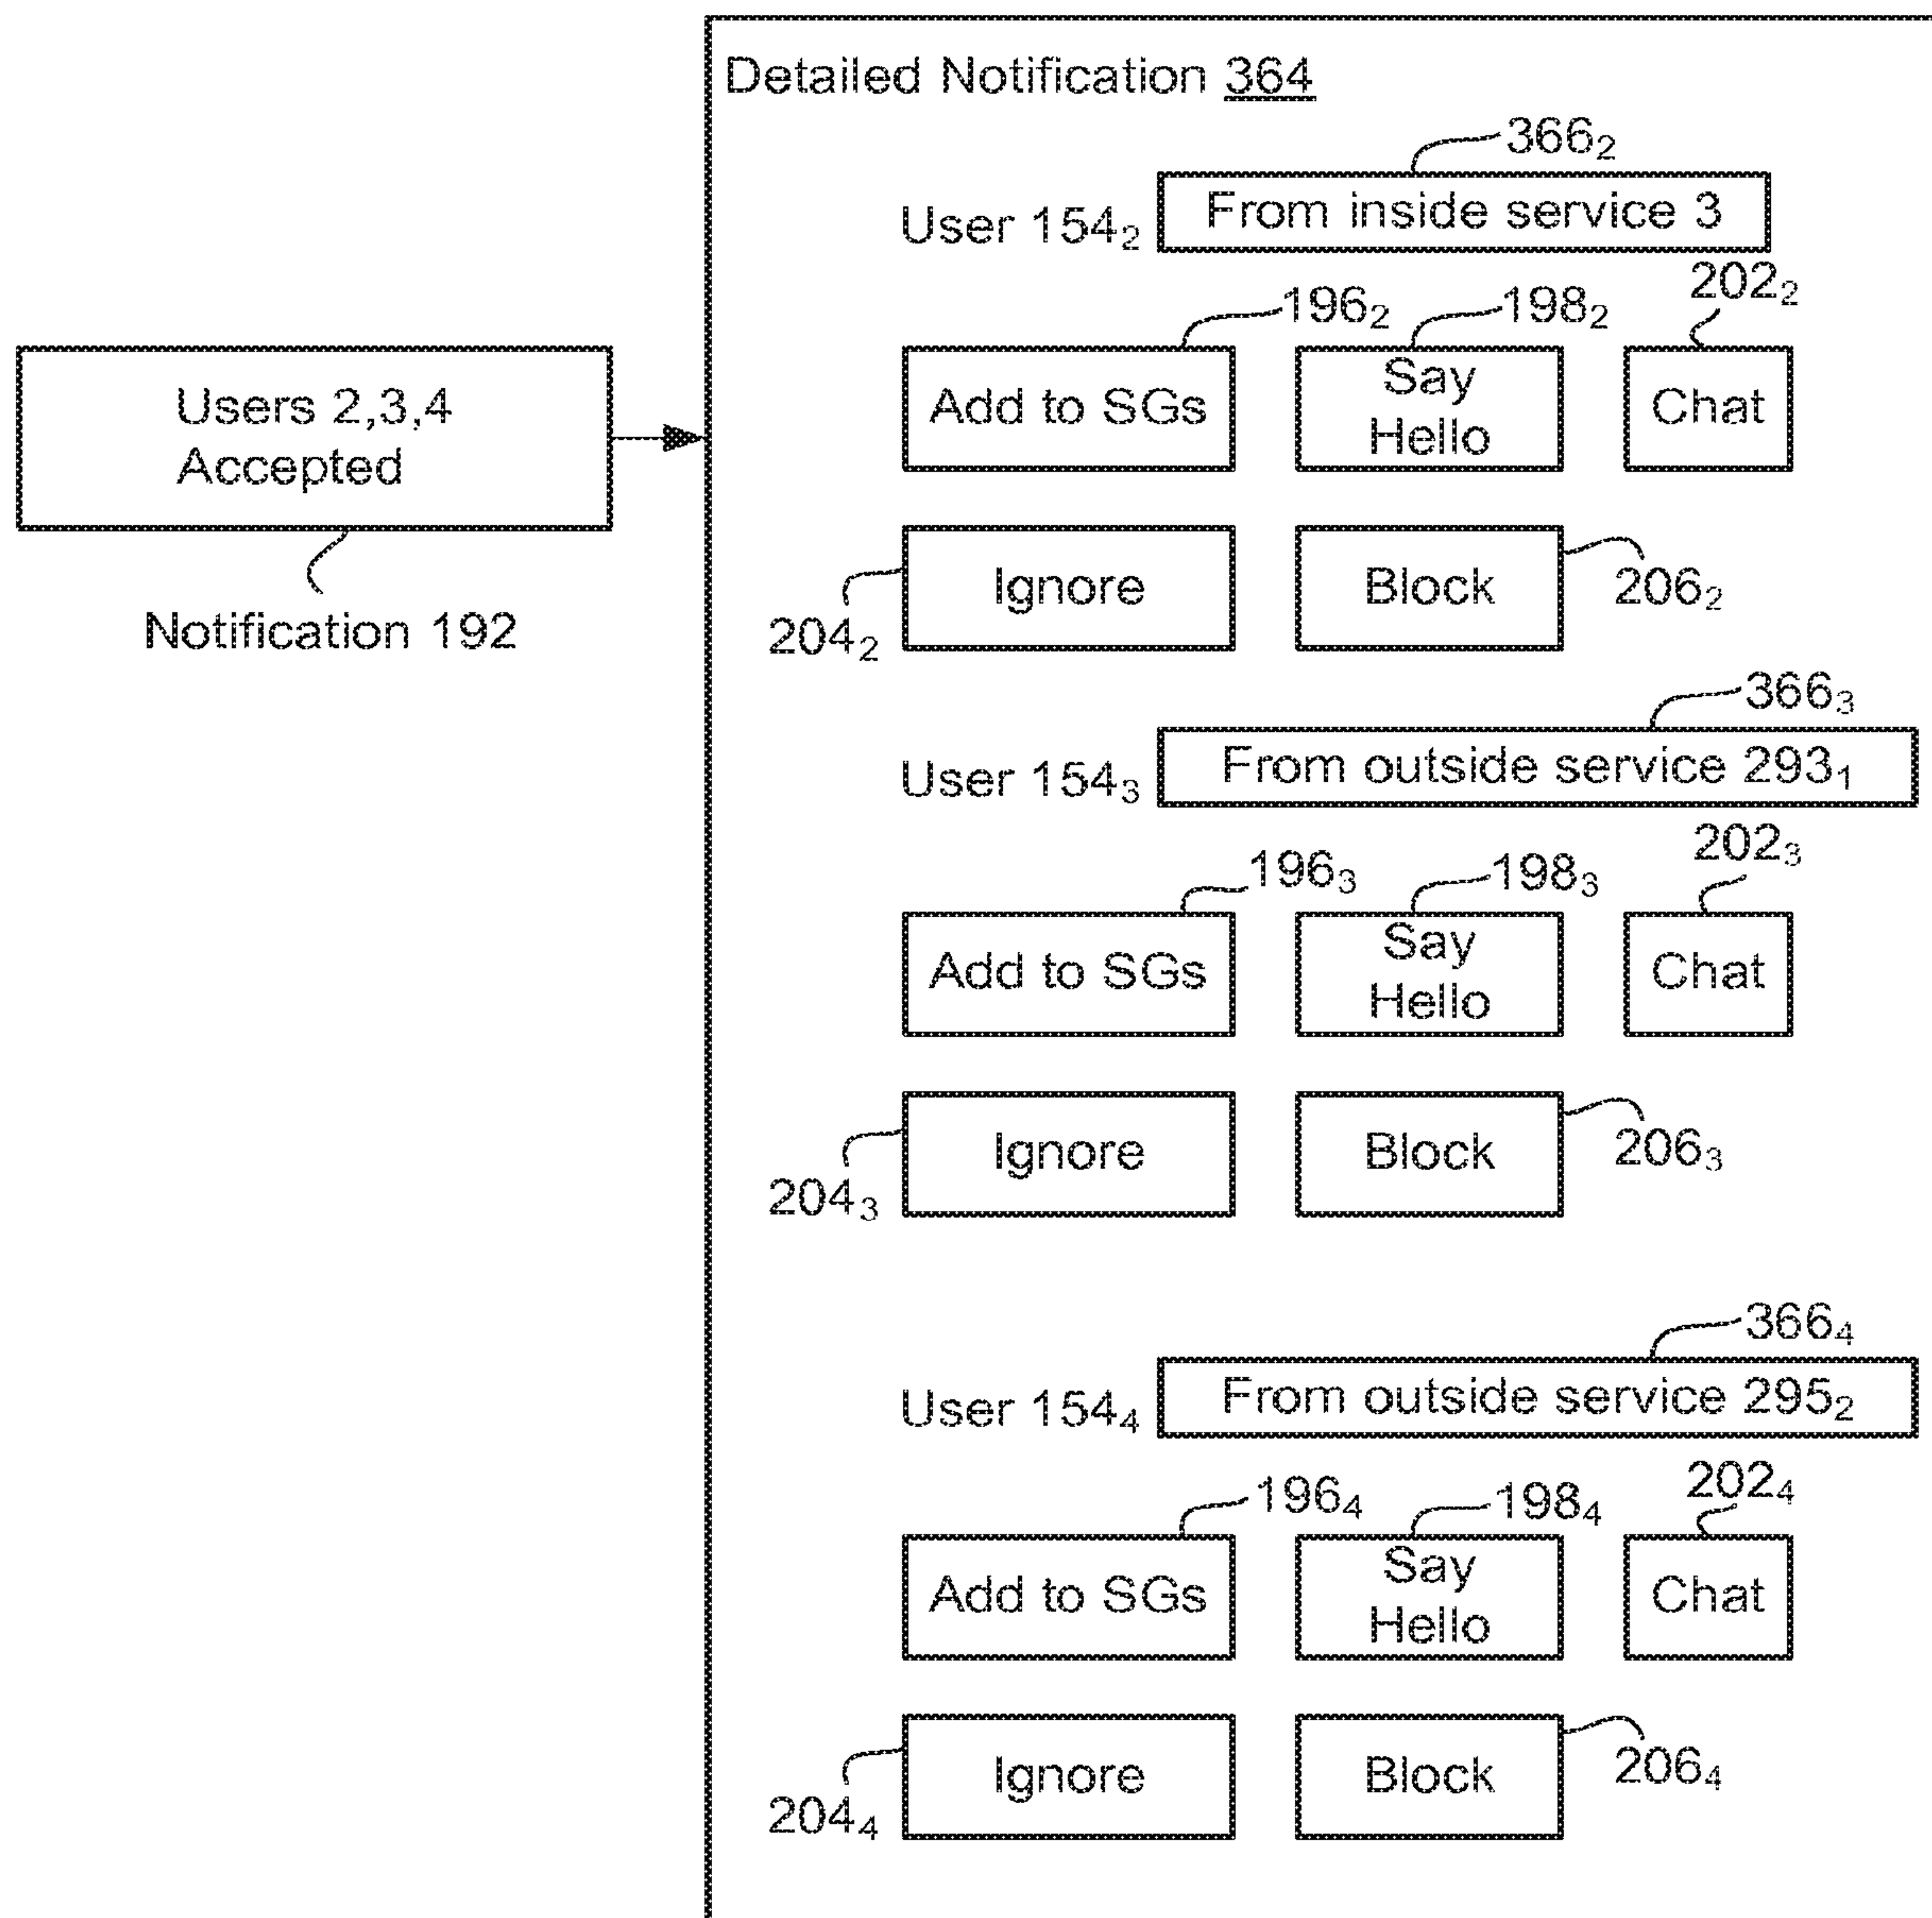 Detailed Notification 364
366₂
User 154₂ From inside service 3
196₂ 198₂ 202₂
Users 2,3,4
Accepted
Add to SGs
Say
Hello
Chat
Notification 192
204₂
Ignore
Block
206₂
366₃
User 154₃ From outside service 293₁
196₃ 198₃ 202₃
Add to SGs
Say
Hello
Chat
204₃
Ignore
Block
206₃
366₄
User 154₄ From outside service 295₂
196₄ 198₄ 202₄
Add to SGs
Say
Hello
Chat
204₄
Ignore
Block
206₄